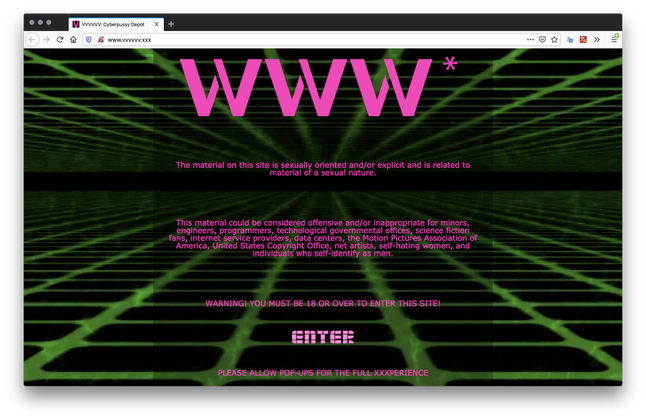 VVVVVV: Cyberpussy Depot
www.vvvvvv.xxx
VVVVVV*
The material on this site is sexually oriented and/or explicit and is related to
material of a sexual nature.
This material could be considered offensive and/or inappropriate for minors,
engineers, programmers, technological governmental offices, science fiction
fans, internet service providers, data centers, the Motion Pictures Association of
America, United States Copyright Office, net artists, self-hating women, and
individuals who self-identify as men.
WARNING! YOU MUST BE 18 OR OVER TO ENTER THIS SITE!
ENTER
PLEASE ALLOW POP-UPS FOR THE FULL XXXPERIENCE